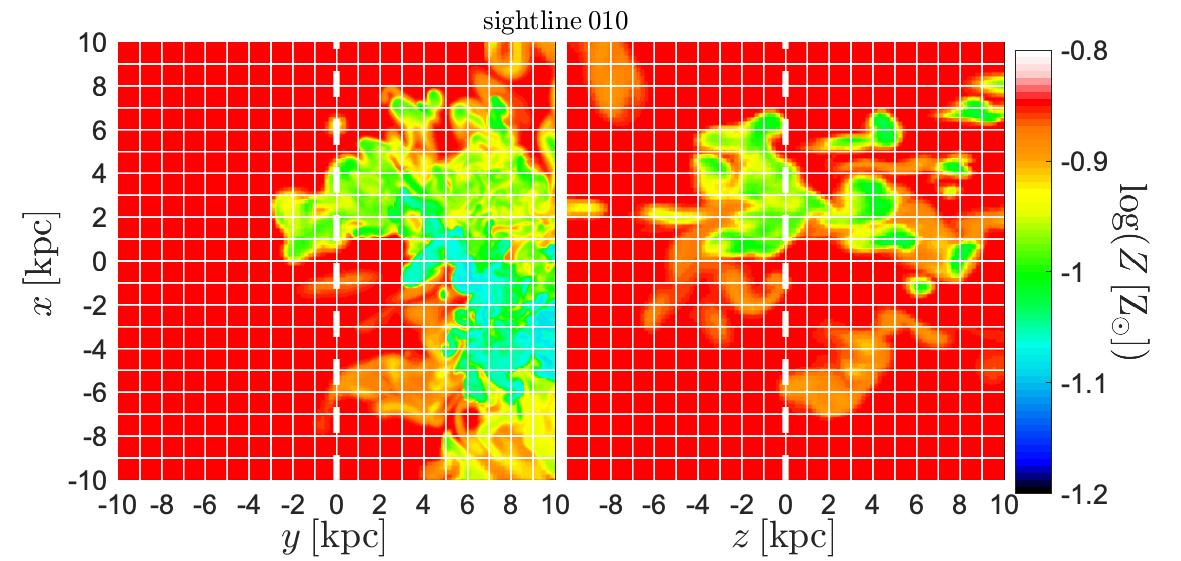 sightline 010
10
8
6
4
2
0
-2
-4
-6
-8
-10
x [kpc]
-10 -8 -6 -4 -2 0 2 4 6 8 10
y [kpc]
-8 -6 -4 -2 0 2 4 6 8 10
z [kpc]
-0.8
-0.9
-1
-1.1
-1.2
log(Z [Z⊙])